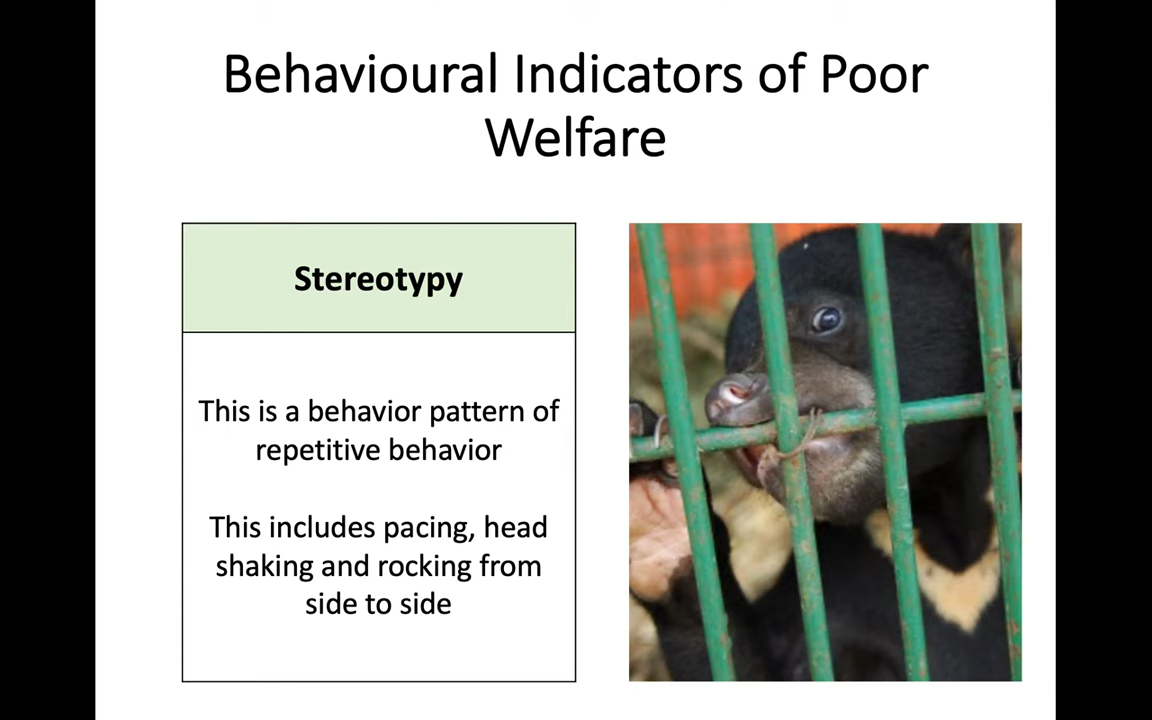 Behavioural Indicators of Poor
Welfare
Stereotypy
This is a behavior pattern of
repetitive behavior
This includes pacing, head
shaking and rocking from
side to side